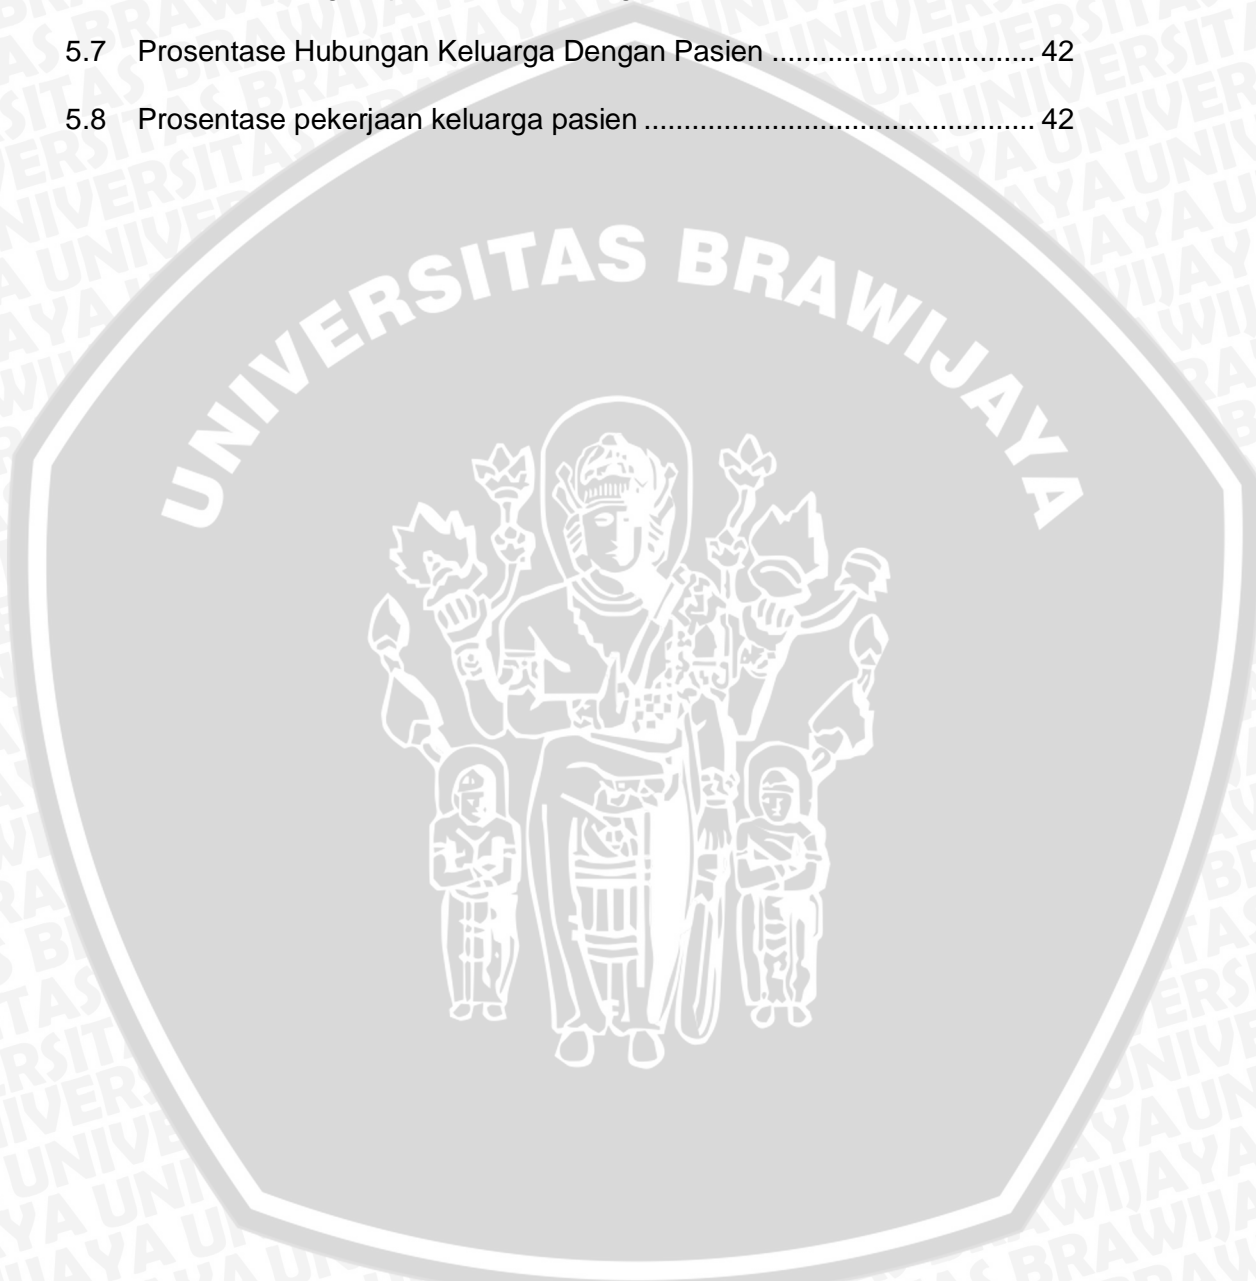 5.7 Prosentase Hubungan Keluarga Dengan Pasien ................................. 42
5.8 Prosentase pekerjaan keluarga pasien ................................................. 42
UNIVERSITAS BRAWIJAYA